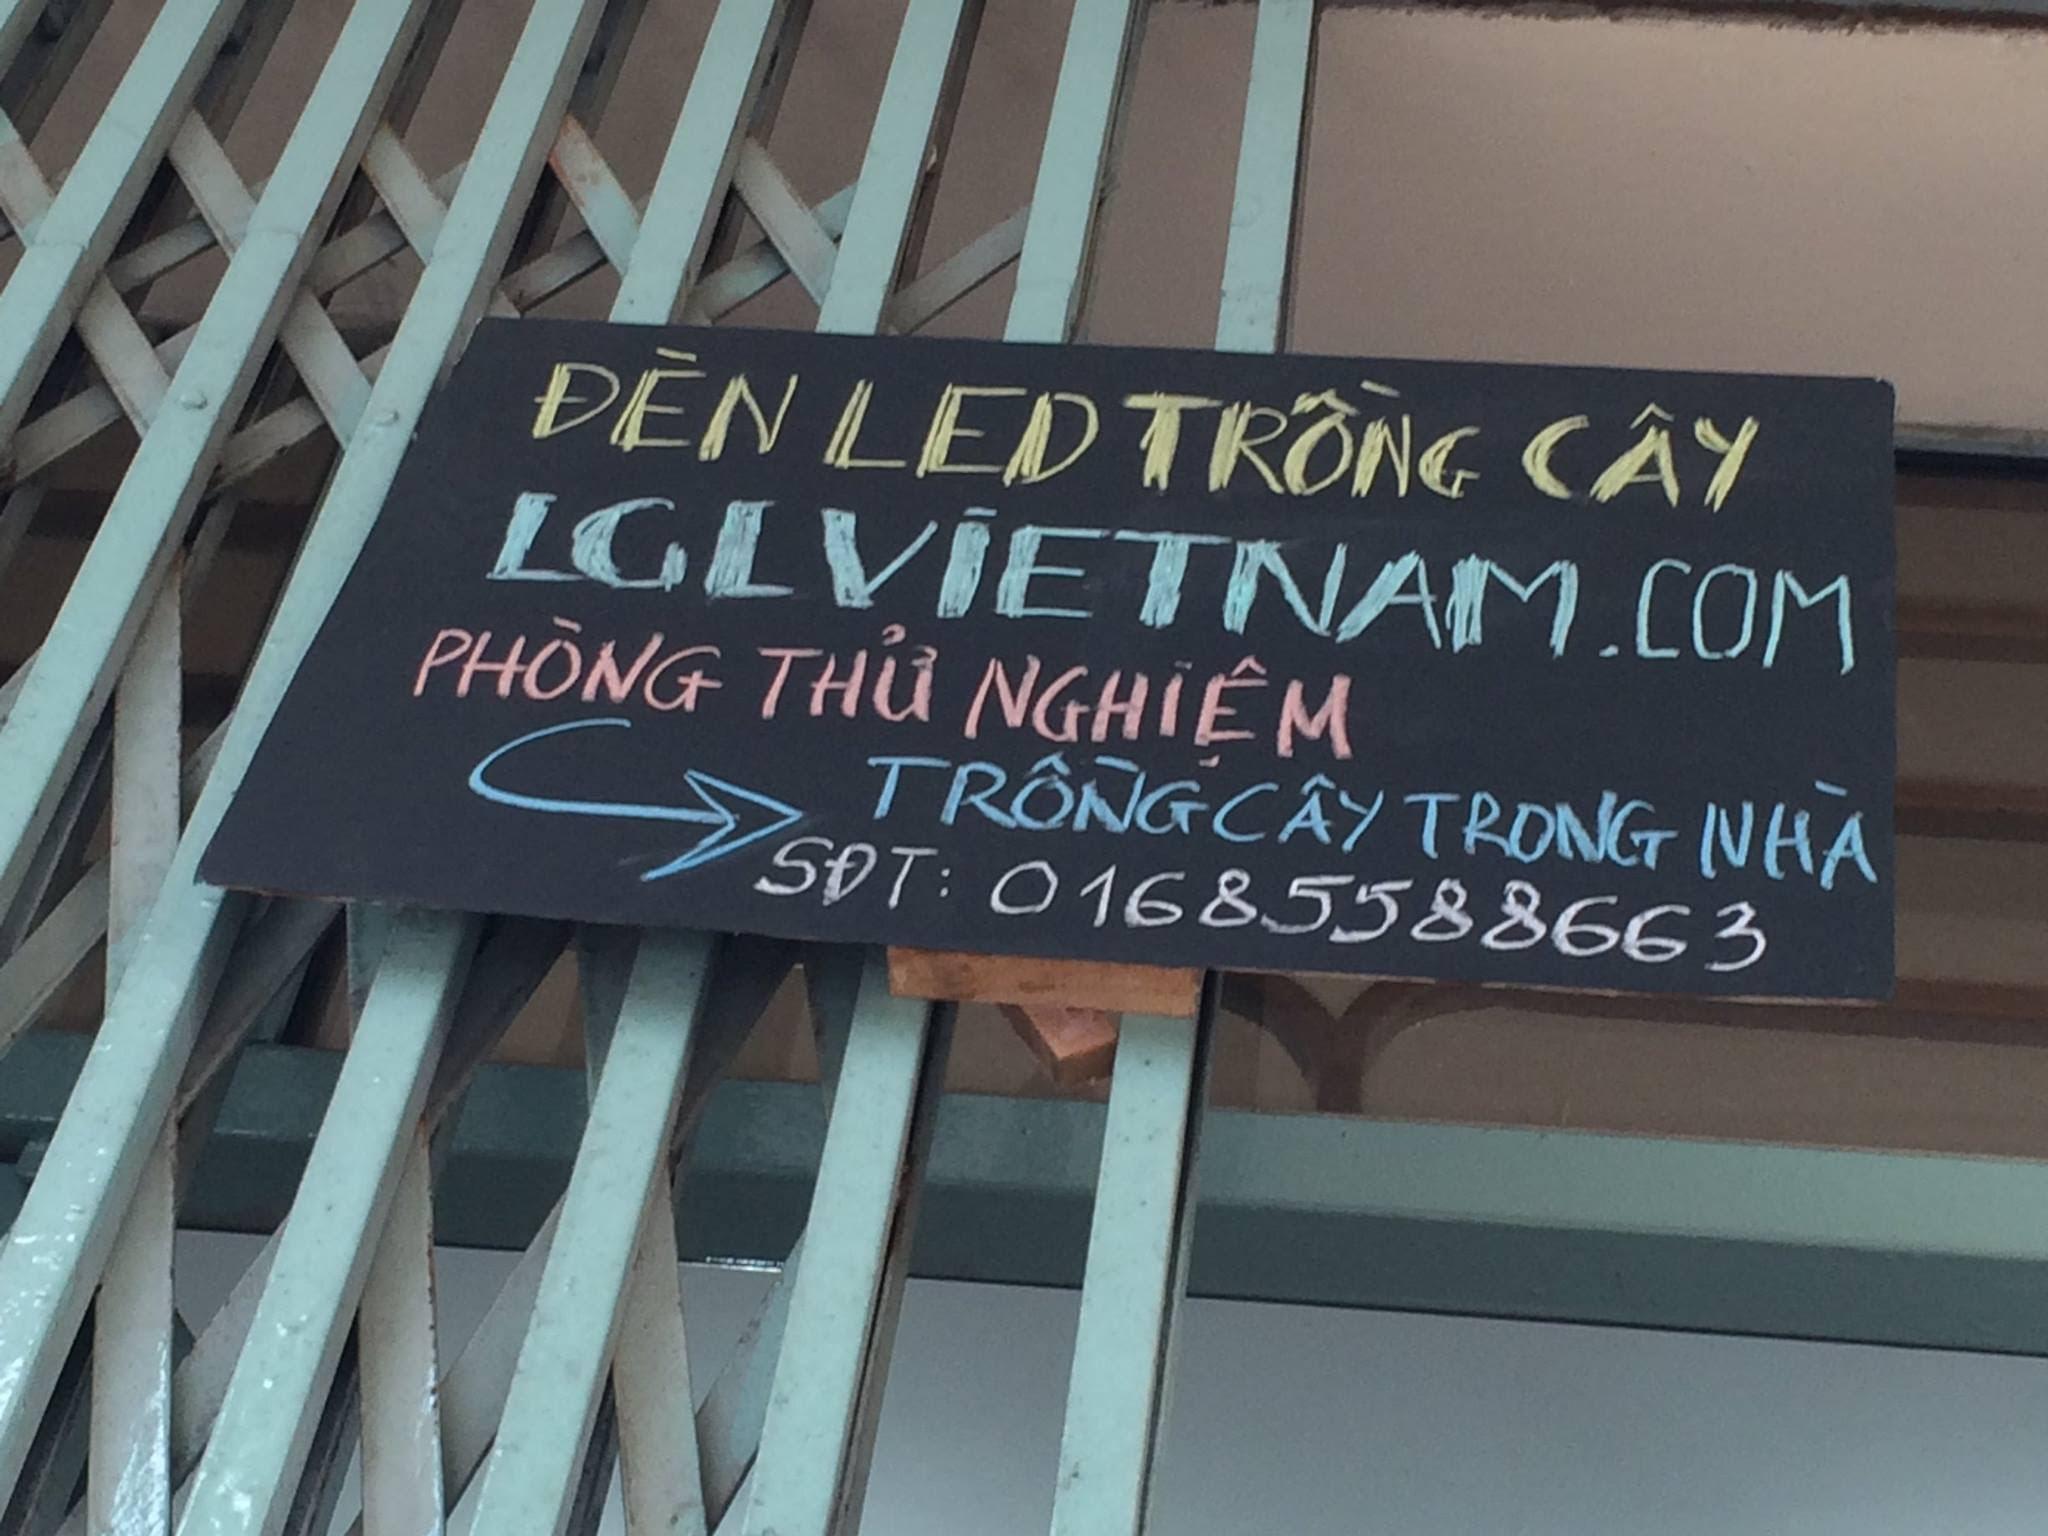 ĐÈN LED TRỒNG CÂY
LGLVIETNAM.COM
PHÒNG THỬ NGHIỆM
TRỒNG CÂY TRONG NHÀ
SĐT: 01685588663